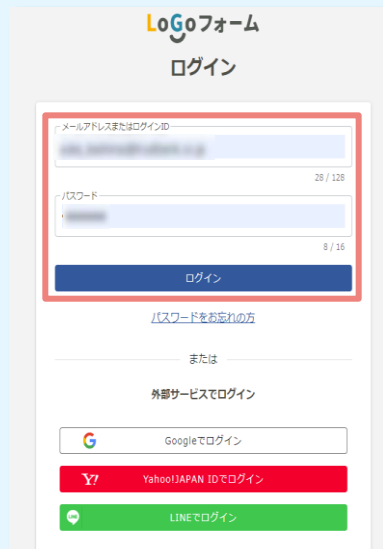 LoGoフォーム
ログイン
メールアドレスまたはログインID
28 / 128
パスワード
8 / 16
ログイン
パスワードをお忘れの方
または
外部サービスでログイン
G Googleでログイン
Y! Yahoo!JAPAN IDでログイン
LINE LINEでログイン